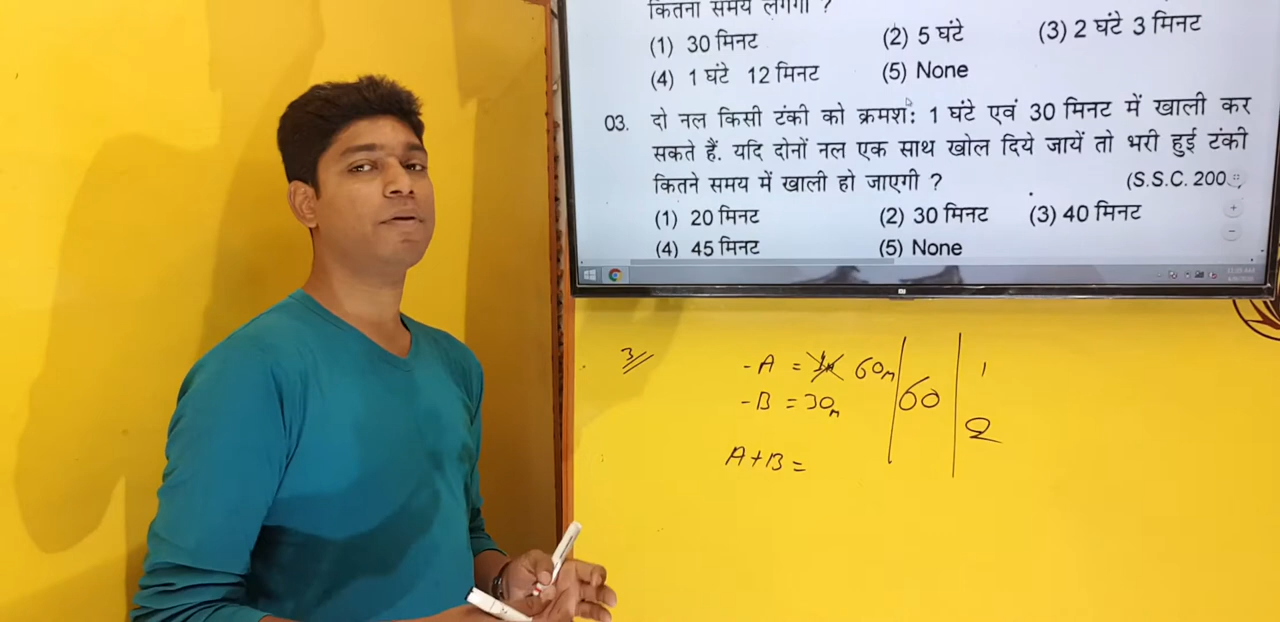 कितना समय लगेगा ?
(1) 30 मिनट (2) 5 घंटे (3) 2 घंटे 3 मिनट
(4) 1 घंटे 12 मिनट (5) None
03. दो नल किसी टंकी को क्रमशः 1 घंटे एवं 30 मिनट में खाली कर
सकते हैं. यदि दोनों नल एक साथ खोल दिये जायें तो भरी हुई टंकी
कितने समय में खाली हो जाएगी ? (S.S.C. 200
(1) 20 मिनट (2) 30 मिनट (3) 40 मिनट
(4) 45 मिनट (5) None
mi
3
-A = 60m 60 1
-B = 30m 2
A+B =